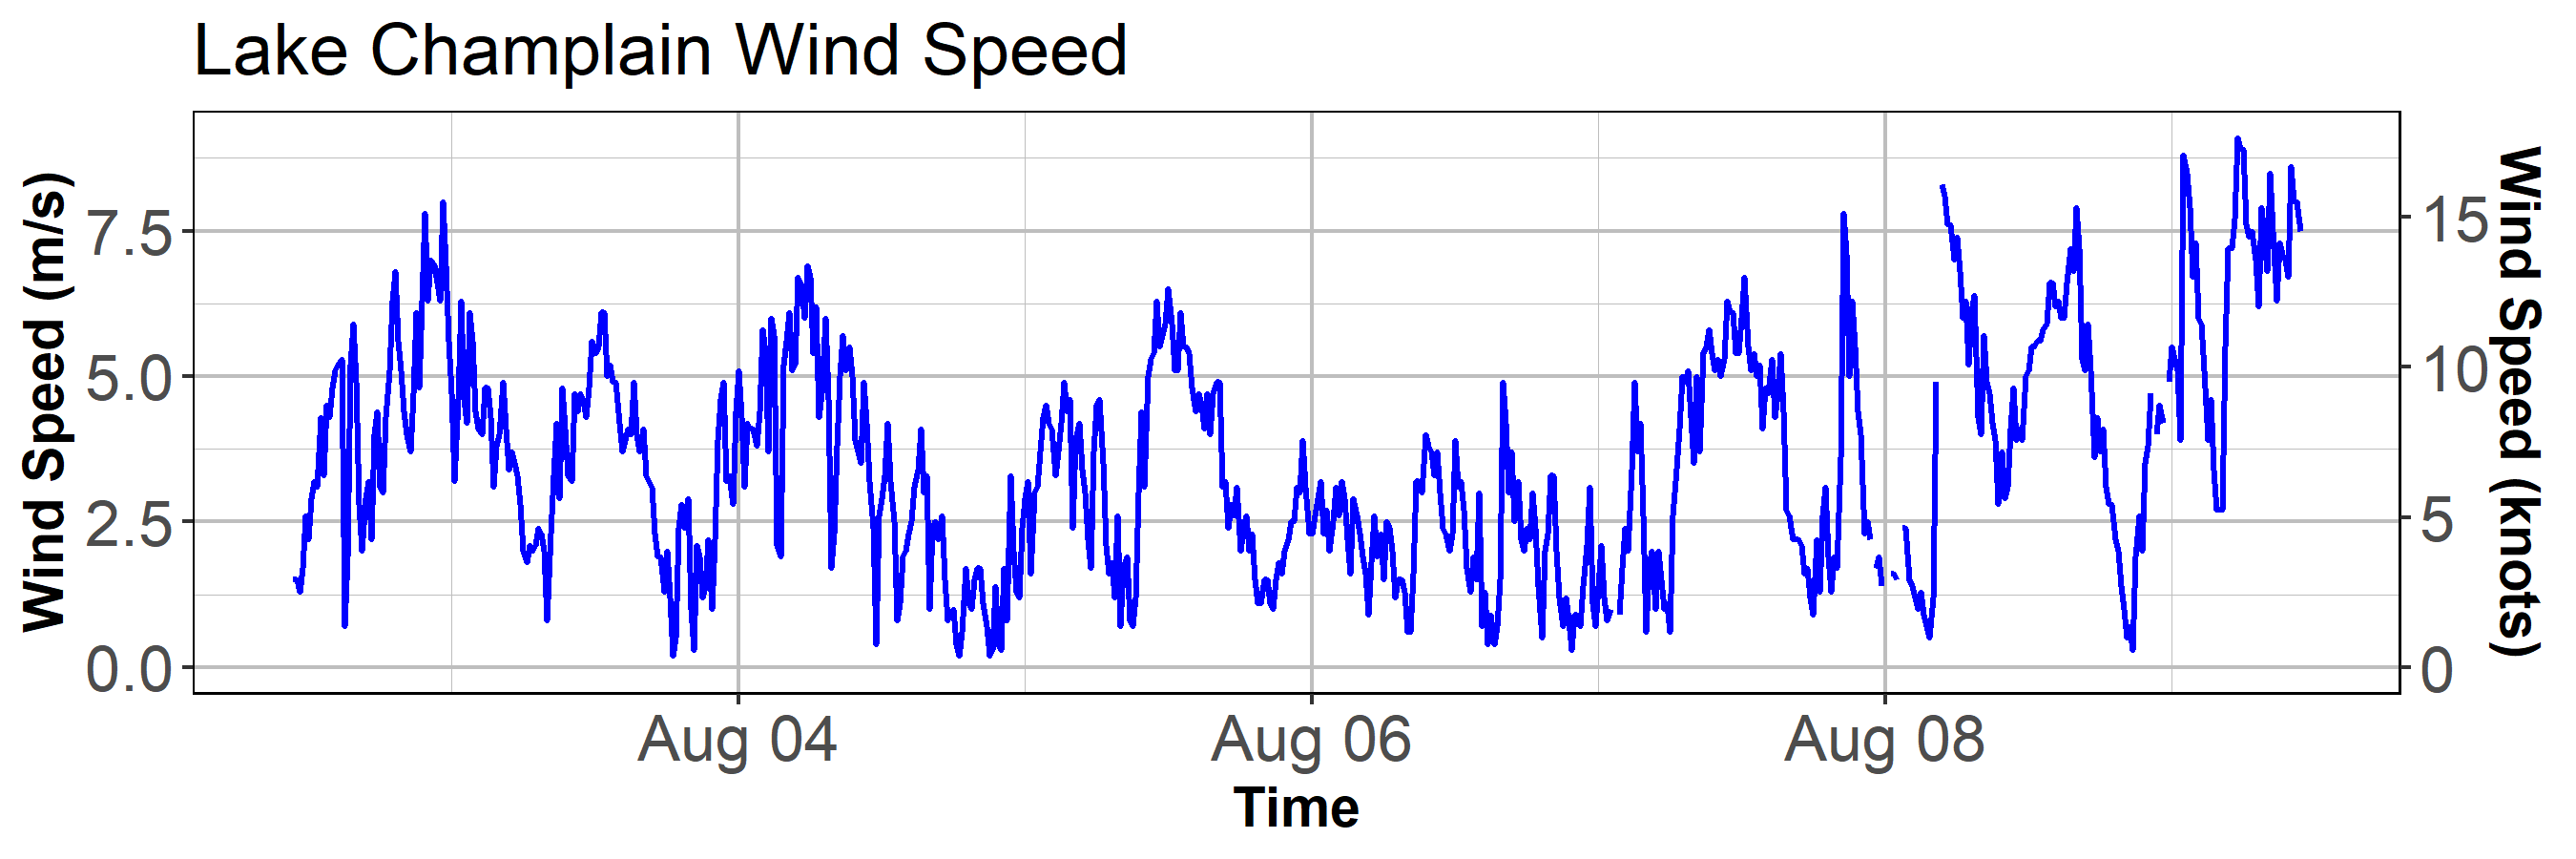 Lake Champlain Wind Speed
Wind Speed (m/s)
7.5
5.0
2.5
0.0
15
10
5
0
Wind Speed (knots)
Aug 04
Aug 06
Aug 08
Time